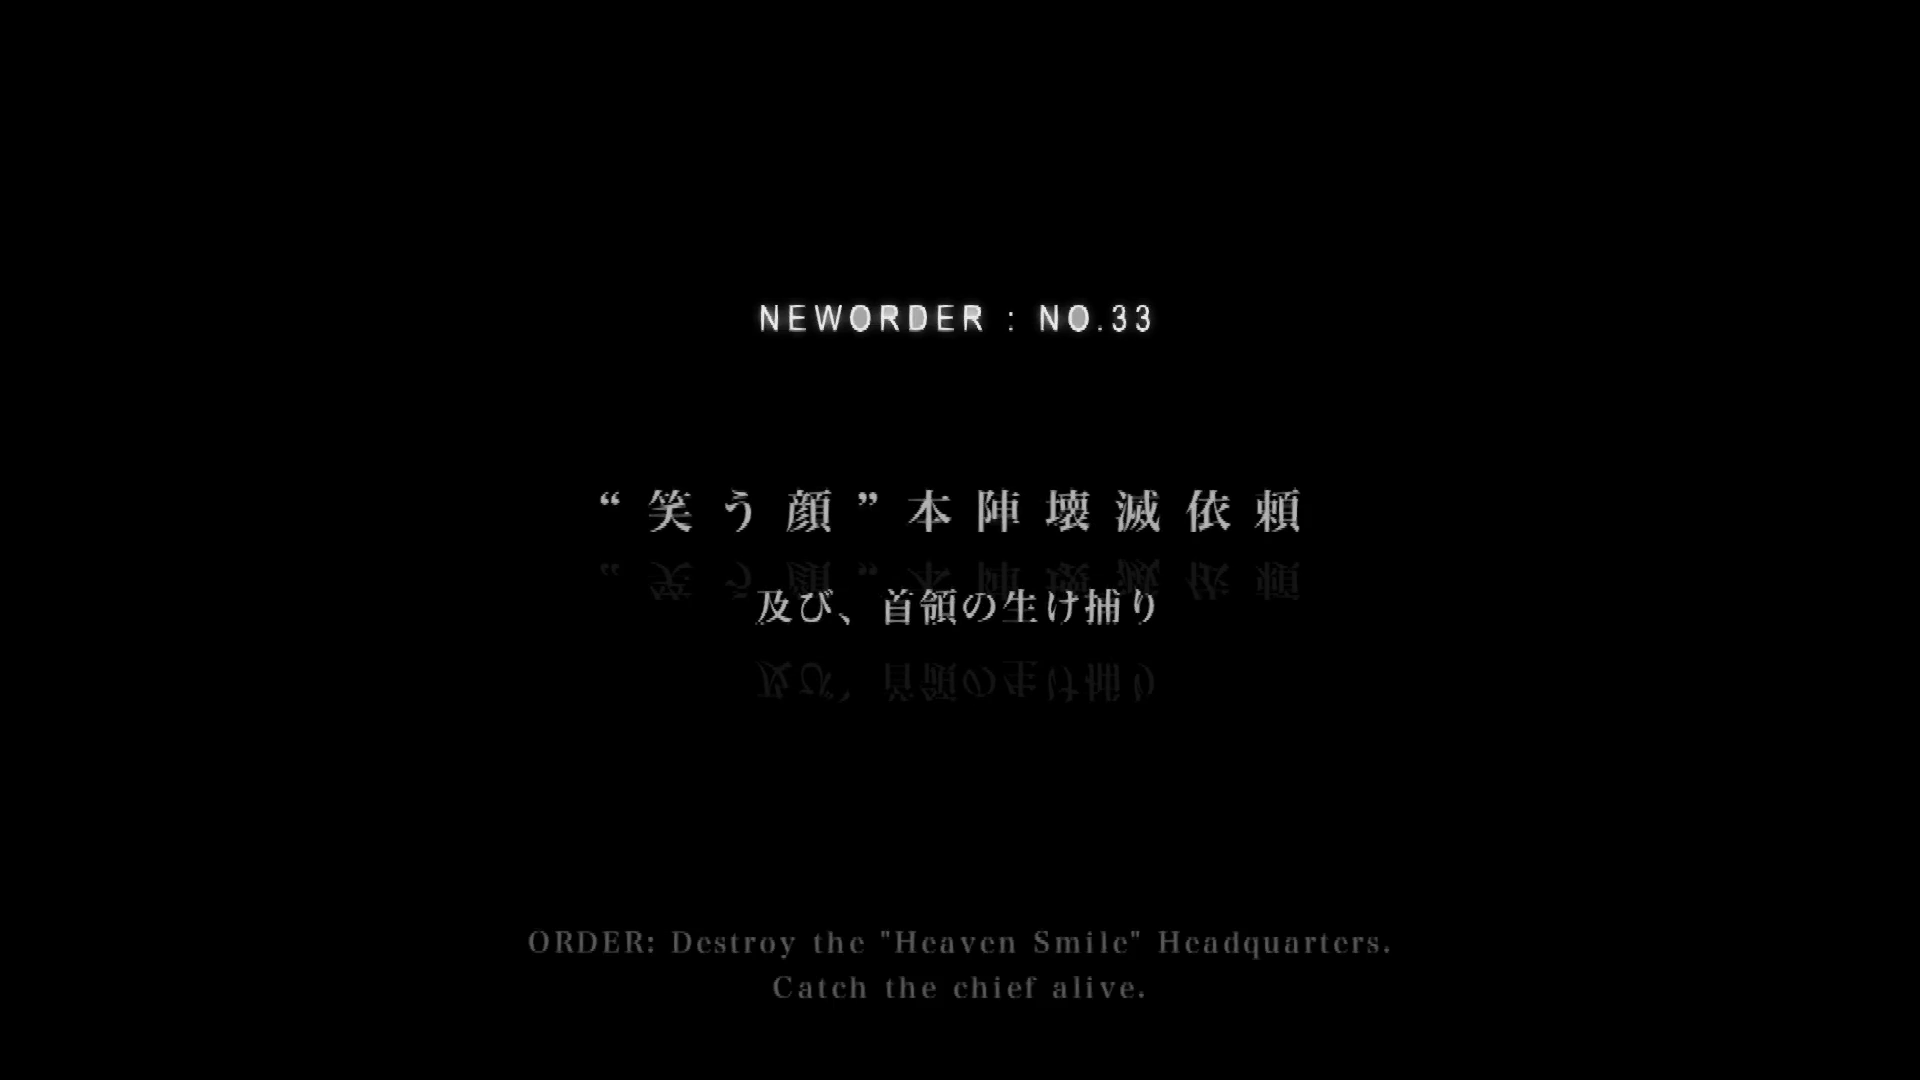 NEWORDER : NO.33
“笑う顔”本陣壊滅依頼
及び、首領の生け捕り
ORDER: Destroy the "Heaven Smile" Headquarters.
Catch the chief alive.